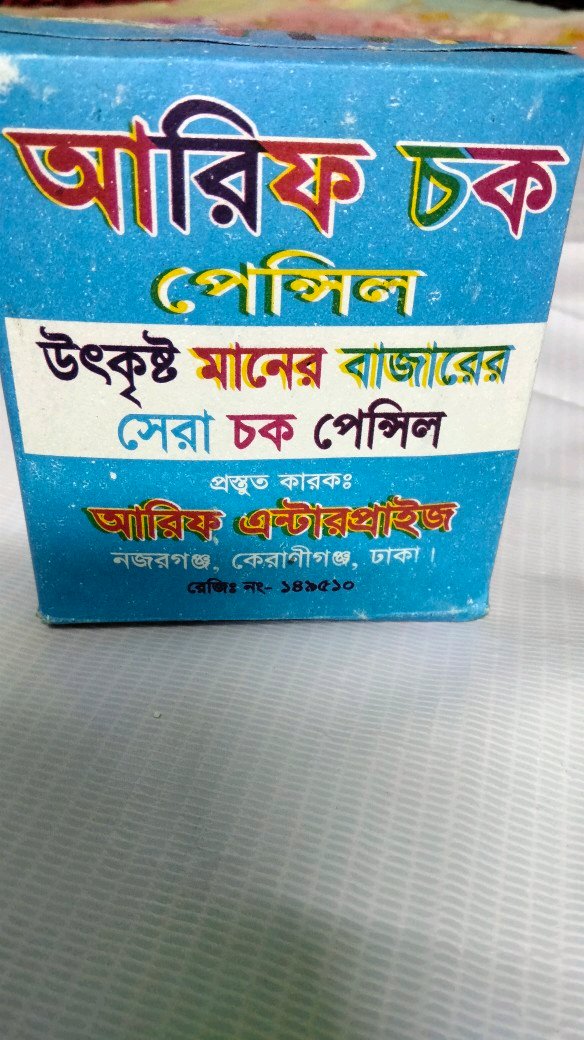 আরিফ চক
পেন্সিল
উৎকৃষ্ট মানের বাজারের
সেরা চক পেন্সিল
প্রস্তুত কারকঃ
আরিফ এন্টারপ্রাইজ
নজরগঞ্জ, কেরাণীগঞ্জ, ঢাকা।
রেজিঃ নং- ১৪৯৫১০